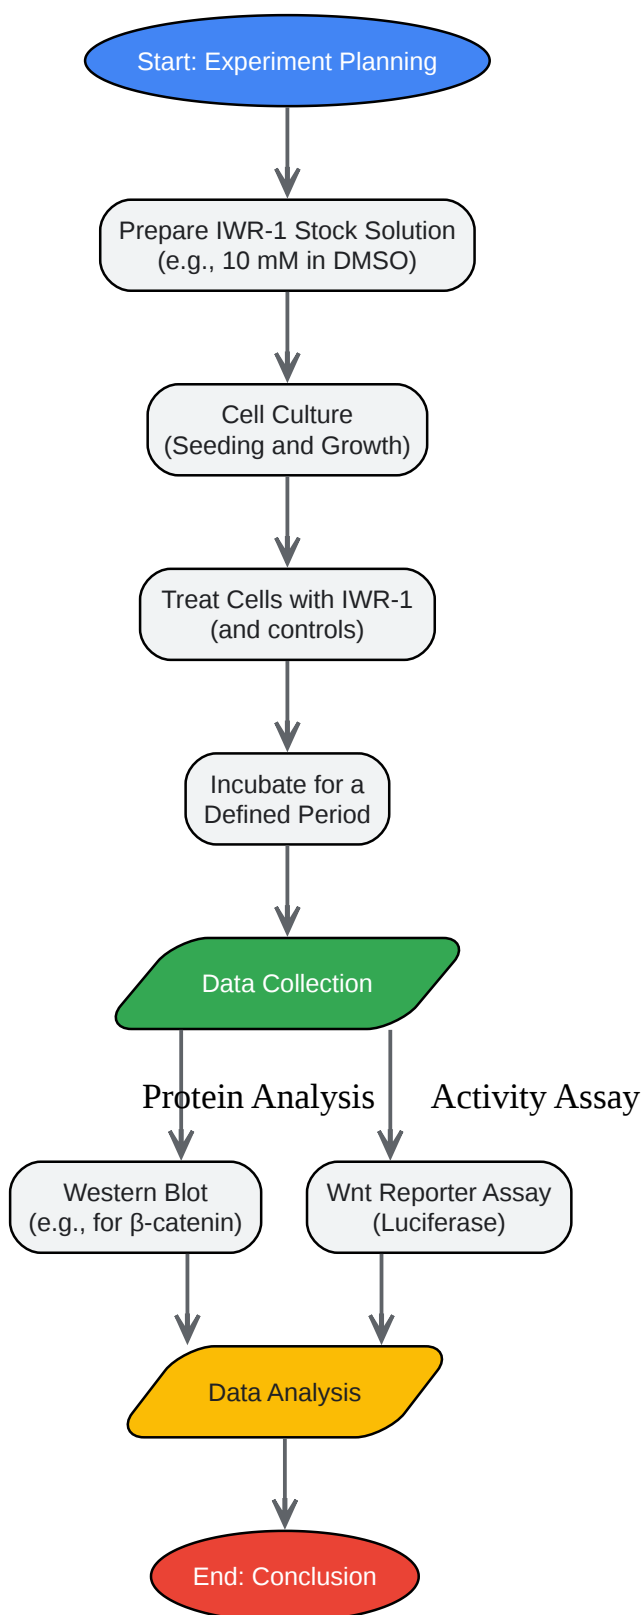 Start: Experiment Planning
Prepare IWR-1 Stock Solution
(e.g., 10 mM in DMSO)
Cell Culture
(Seeding and Growth)
Treat Cells with IWR-1
(and controls)
Incubate for a
Defined Period
Data Collection
Protein Analysis
Activity Assay
Western Blot
(e.g., for β-catenin)
Wnt Reporter Assay
(Luciferase)
Data Analysis
End: Conclusion